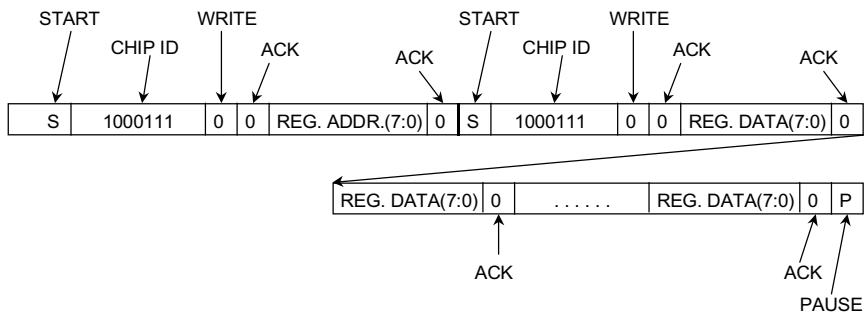 START WRITE START WRITE
CHIP ID ACK ACK CHIP ID ACK ACK
S 1000111 0 0 REG. ADDR.(7:0) 0 S 1000111 0 0 REG. DATA(7:0) 0
REG. DATA(7:0) 0 ...... REG. DATA(7:0) 0 P
ACK ACK
PAUSE